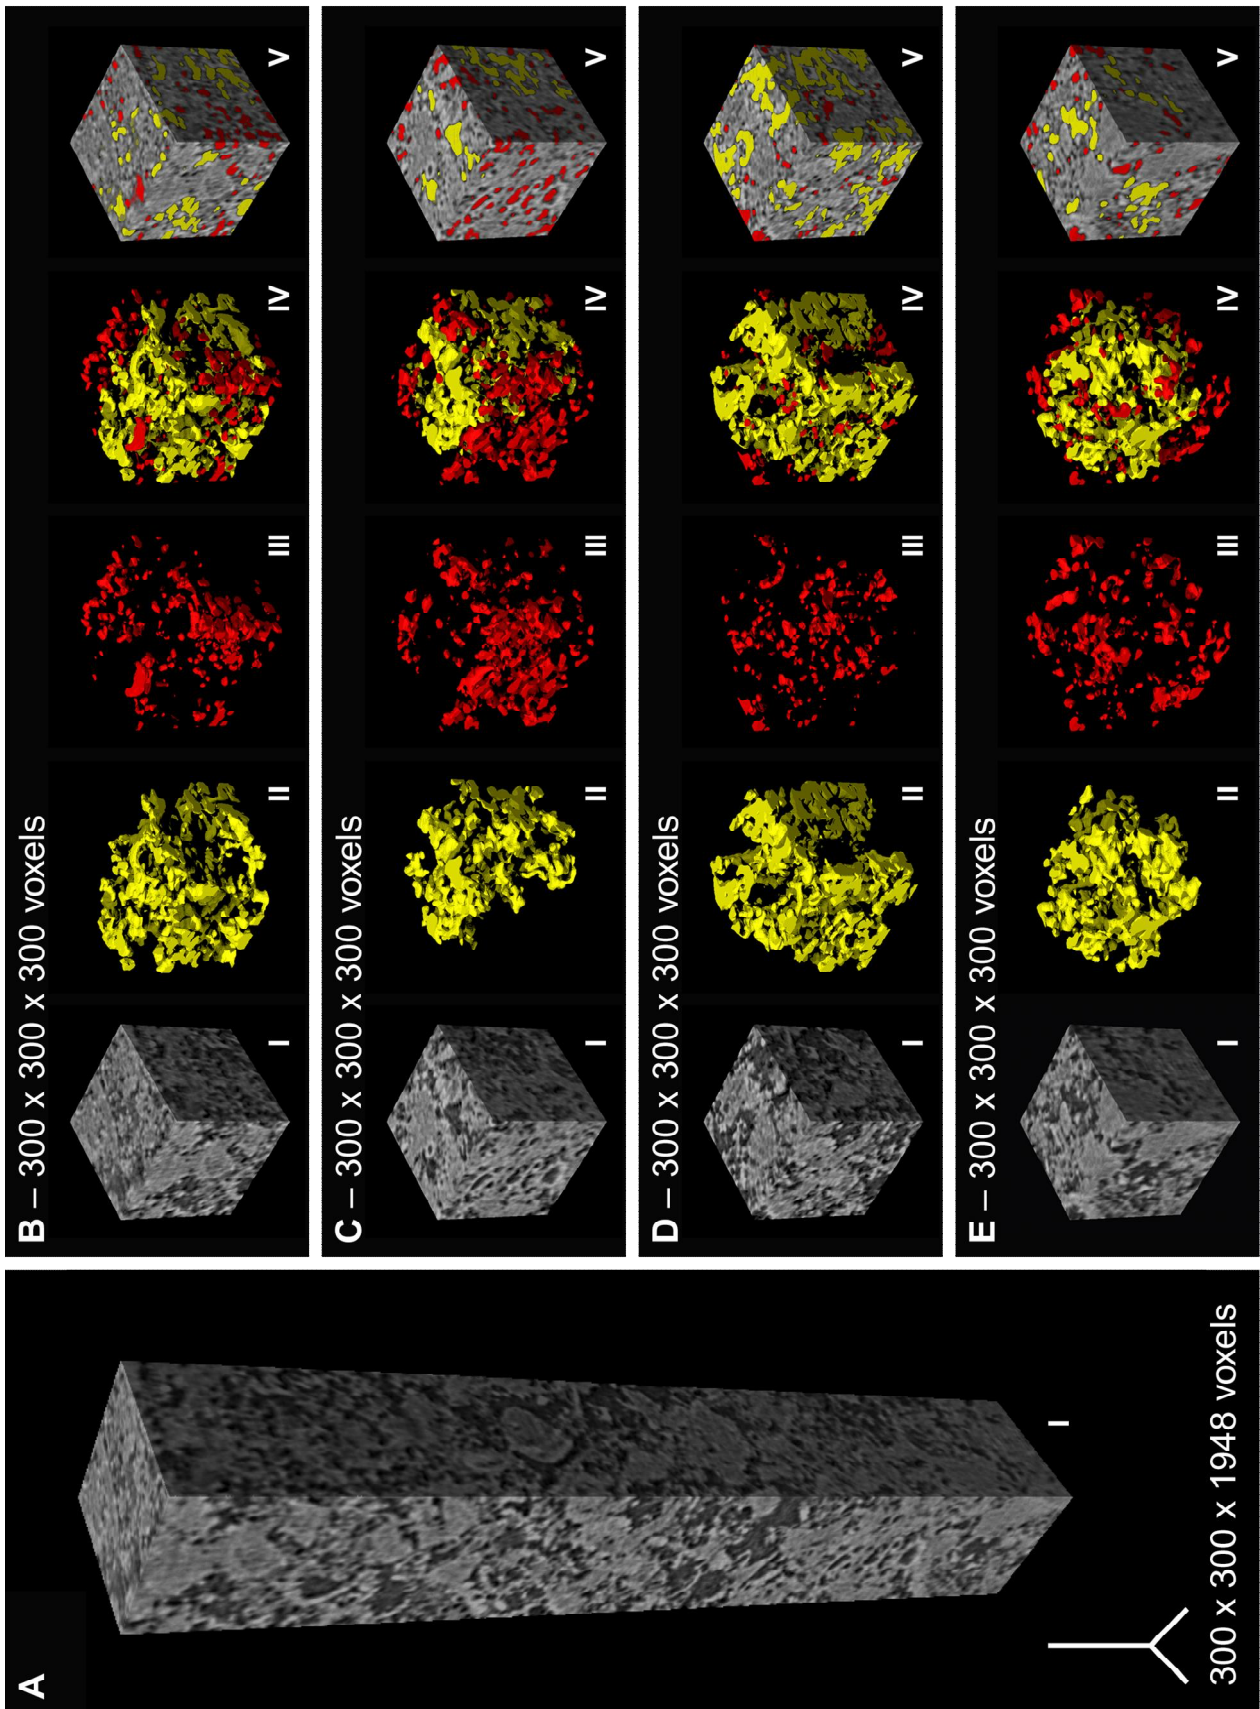 A
I
300 x 300 x 1948 voxels
B – 300 x 300 x 300 voxels
I
II
III
IV
V
C – 300 x 300 x 300 voxels
I
II
III
IV
V
D – 300 x 300 x 300 voxels
I
II
III
IV
V
E – 300 x 300 x 300 voxels
I
II
III
IV
V